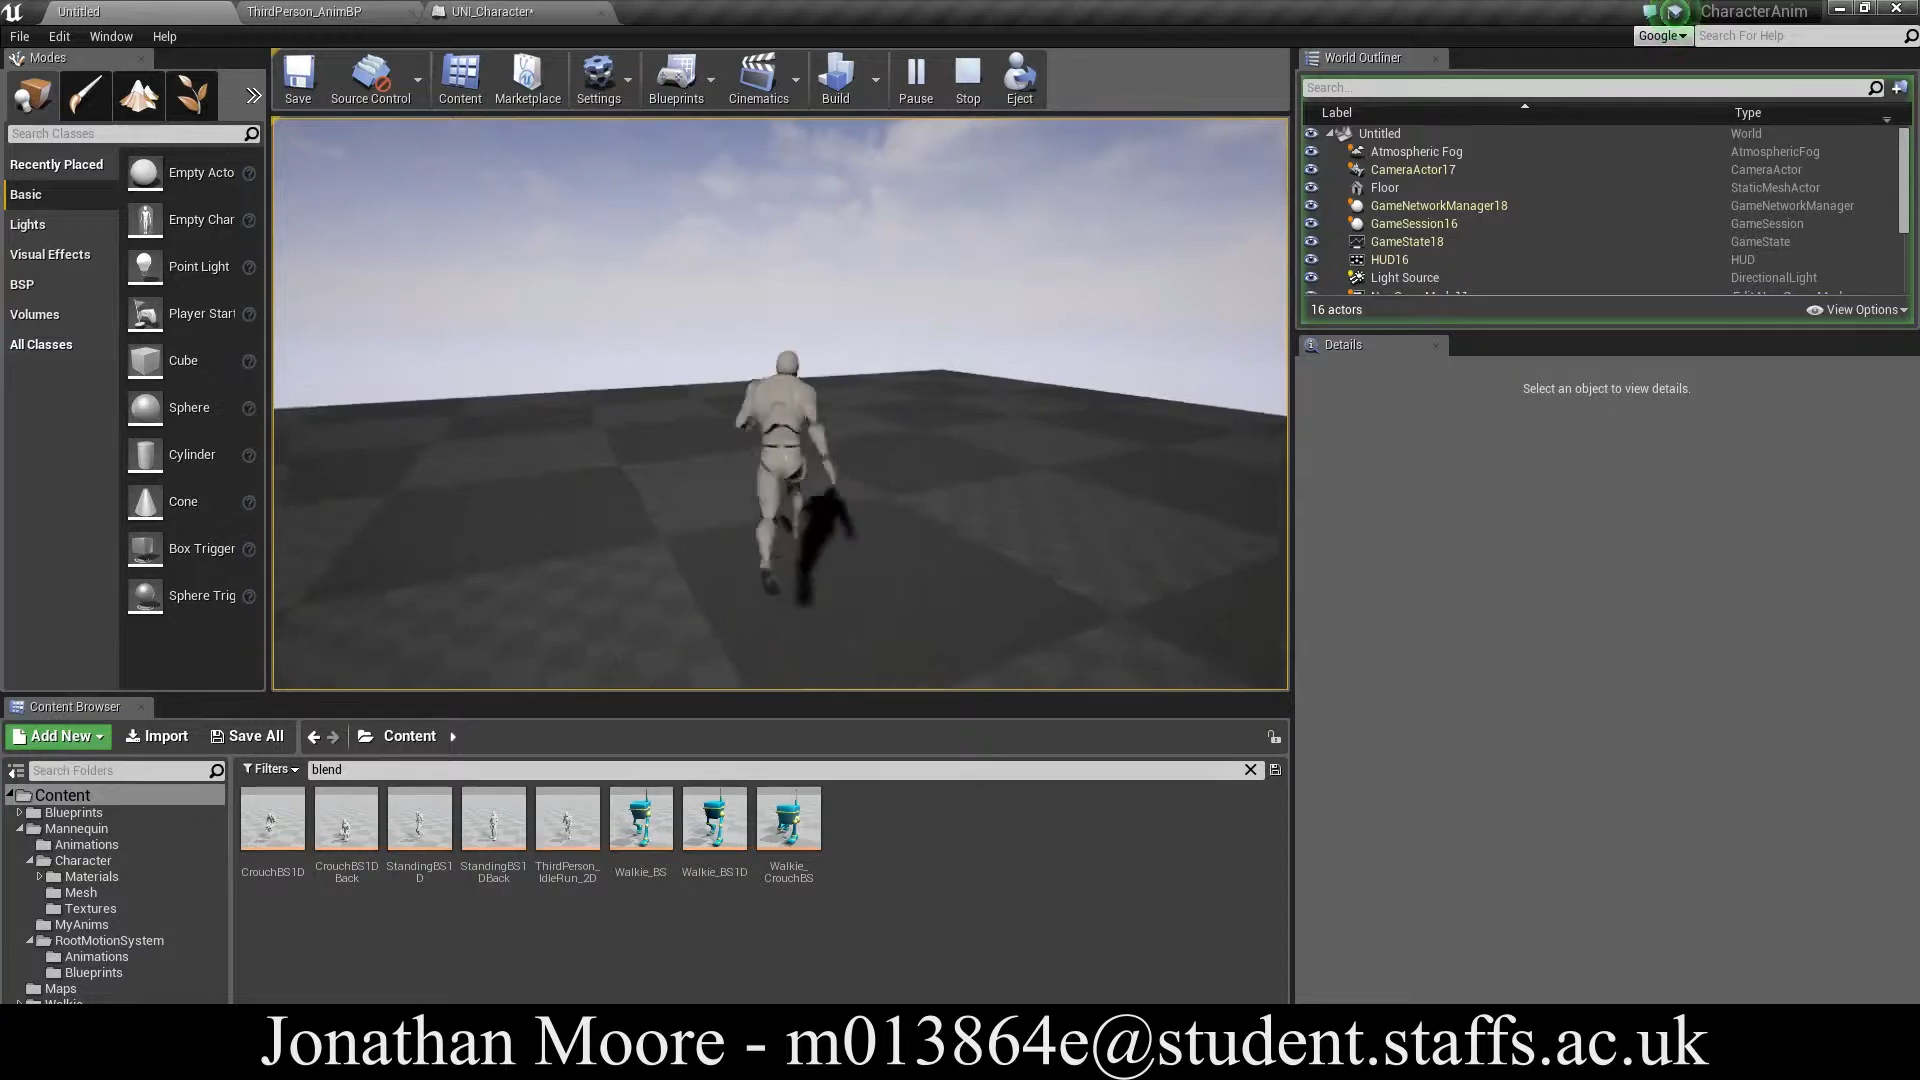 Untitled
ThirdPerson_AnimBP
UNI_Character*
CharacterAnim
File Edit Window Help
Google
Search For Help
Modes
Save
Source Control
Content
Marketplace
Settings
Blueprints
Cinematics
Build
Pause
Stop
Eject
Search Classes
Recently Placed
Basic
Lights
Visual Effects
BSP
Volumes
All Classes
Empty Acto
Empty Char
Point Light
Player Start
Cube
Sphere
Cylinder
Cone
Box Trigger
Sphere Trig
World Outliner
Search...
Label Type
Untitled World
Atmospheric Fog AtmosphericFog
CameraActor17 CameraActor
Floor StaticMeshActor
GameNetworkManager18 GameNetworkManager
GameSession16 GameSession
GameState18 GameState
HUD16 HUD
Light Source DirectionalLight
16 actors View Options
Details
Select an object to view details.
Content Browser
Add New Import Save All Content
Search Folders
Filters blend
Content
Blueprints
Mannequin
Animations
Character
Materials
Mesh
Textures
MyAnims
RootMotionSystem
Animations
Blueprints
Maps
CrouchBS1D
CrouchBS1D
Back
StandingBS1
D
StandingBS1
DBack
ThirdPerson_
IdleRun_2D
Walkie_BS
Walkie_BS1D
Walkie_
CrouchBS
Jonathan Moore - m013864e@student.staffs.ac.uk